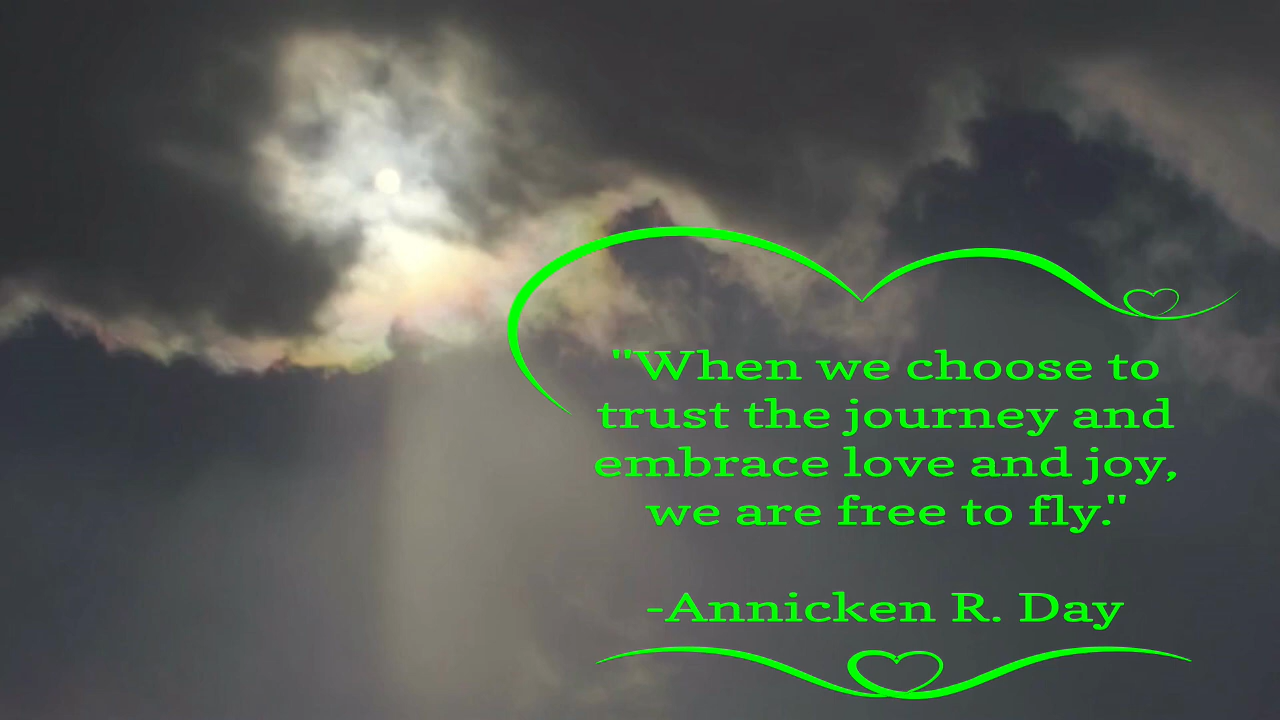 "When we choose to
trust the journey and
embrace love and joy,
we are free to fly."
-Annicken R. Day